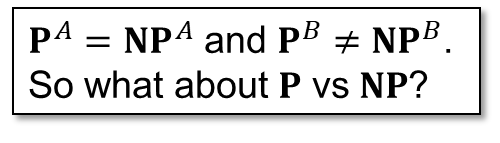 P^A = NP^A and P^B ≠ NP^B.
So what about P vs NP?